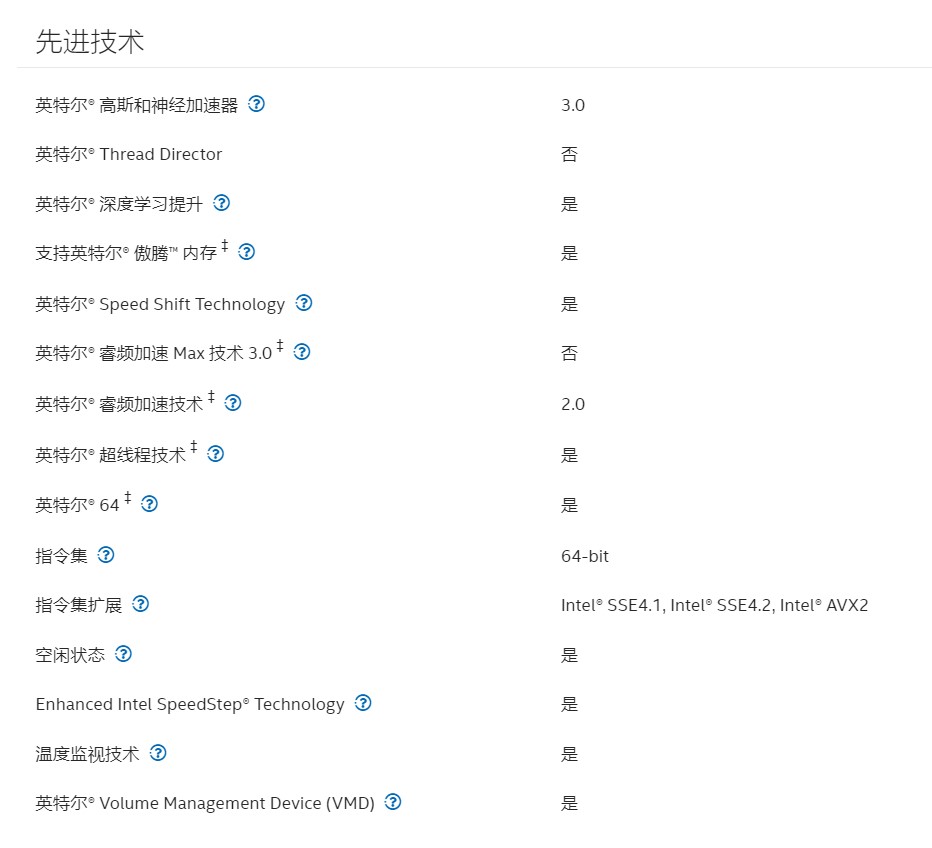 先进技术
英特尔® 高斯和神经加速器 3.0
英特尔® Thread Director 否
英特尔® 深度学习提升 是
支持英特尔® 傲腾™ 内存 ‡ 是
英特尔® Speed Shift Technology 是
英特尔® 睿频加速 Max 技术 3.0 ‡ 否
英特尔® 睿频加速技术 ‡ 2.0
英特尔® 超线程技术 ‡ 是
英特尔® 64 ‡ 是
指令集 64-bit
指令集扩展 Intel® SSE4.1, Intel® SSE4.2, Intel® AVX2
空闲状态 是
Enhanced Intel SpeedStep® Technology 是
温度监视技术 是
英特尔® Volume Management Device (VMD) 是